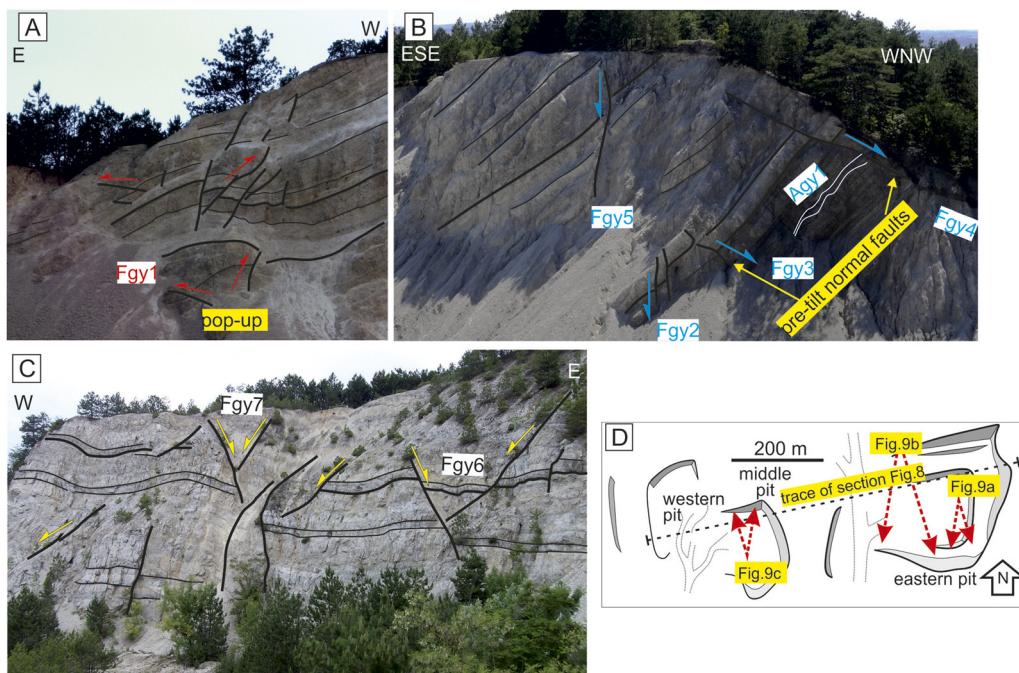 A
E
W
Fgy1
pop-up
B
ESE
WNW
Agy1
Fgy5
Fgy4
Fgy3
Fgy2
pre-tilt normal faults
C
W
E
Fgy7
Fgy6
D
200 m
Fig.9b
middle
pit
trace of section Fig.8
Fig.9a
western
pit
Fig.9c
eastern pit
N